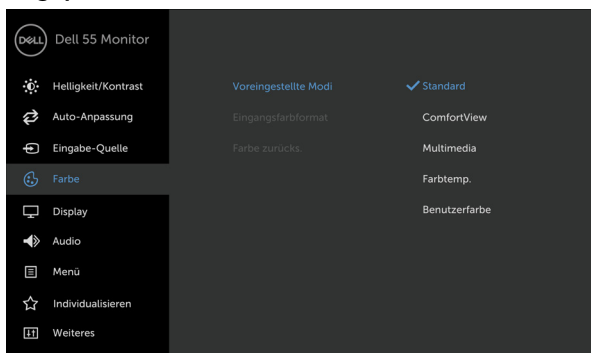 DELL Dell 55 Monitor
Helligkeit/Kontrast
Voreingestellte Modi
Standard
Auto-Anpassung
Eingangsfarbformat
ComfortView
Eingabe-Quelle
Farbe zurücks.
Multimedia
Farbe
Farbtemp.
Display
Benutzerfarbe
Audio
Menü
Individualisieren
Weiteres